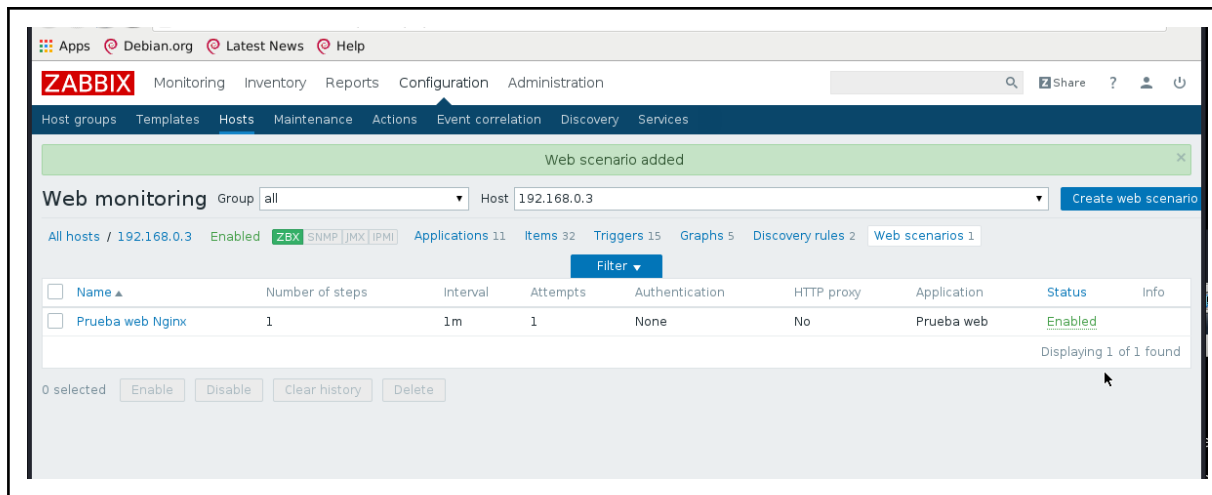 Apps Debian.org Latest News Help
ZABBIX Monitoring Inventory Reports Configuration Administration Z Share ?
Host groups Templates Hosts Maintenance Actions Event correlation Discovery Services
Web scenario added ×
Web monitoring Group all Host 192.168.0.3 Create web scenario
All hosts / 192.168.0.3 Enabled ZBX SNMP JMX IPMI Applications 11 Items 32 Triggers 15 Graphs 5 Discovery rules 2 Web scenarios 1
Filter
Name Number of steps Interval Attempts Authentication HTTP proxy Application Status Info
Prueba web Nginx 1 1m 1 None No Prueba web Enabled
Displaying 1 of 1 found
0 selected Enable Disable Clear history Delete